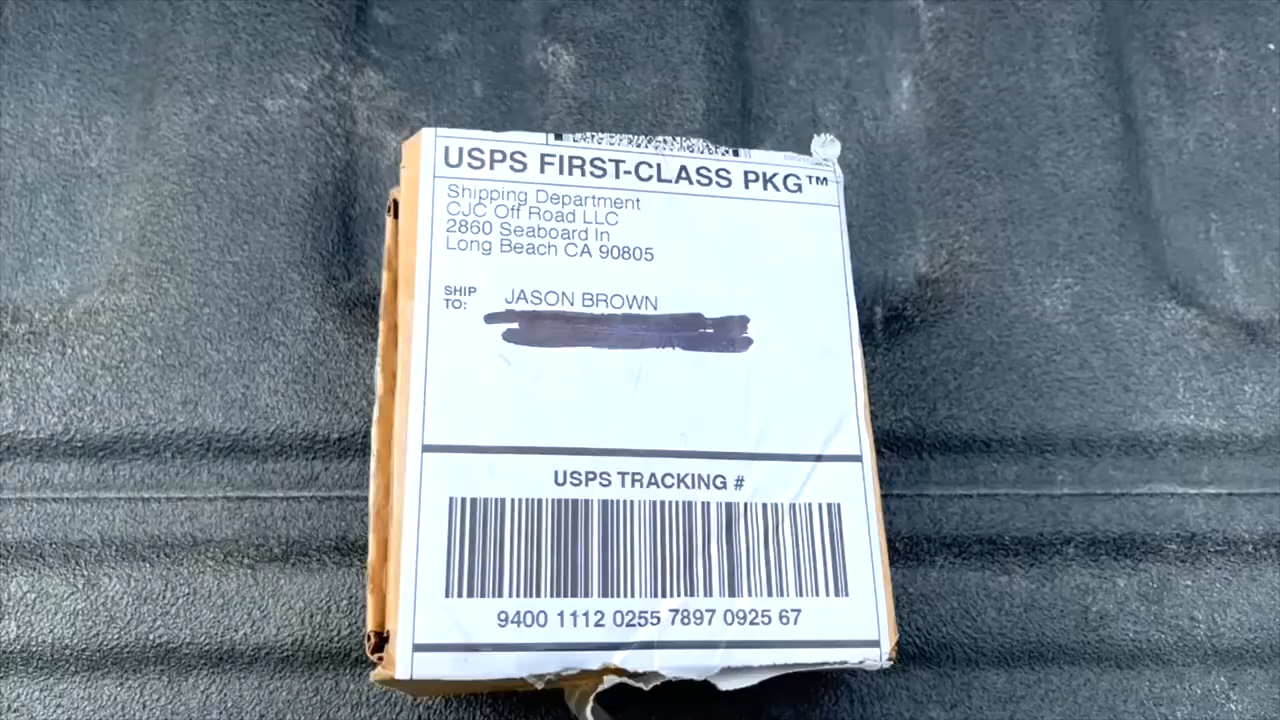 USPS FIRST-CLASS PKG™
Shipping Department
CJC Off Road LLC
2860 Seaboard ln
Long Beach CA 90805
SHIP
TO:
JASON BROWN
USPS TRACKING #
9400 1112 0255 7897 0925 67